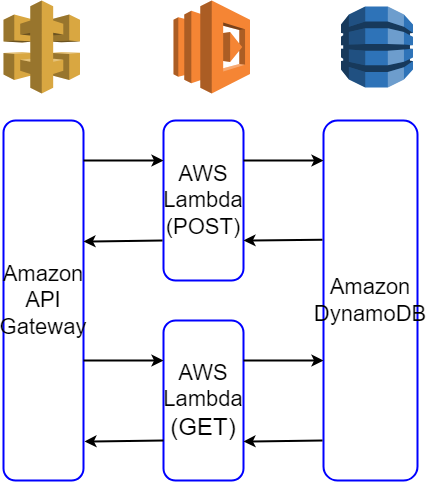 Amazon
API
Gateway
AWS
Lambda
(POST)
AWS
Lambda
(GET)
Amazon
DynamoDB